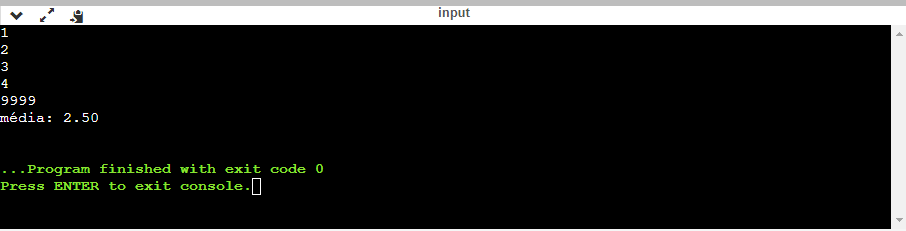 input
1
2
3
4
9999
média: 2.50
...Program finished with exit code 0
Press ENTER to exit console.